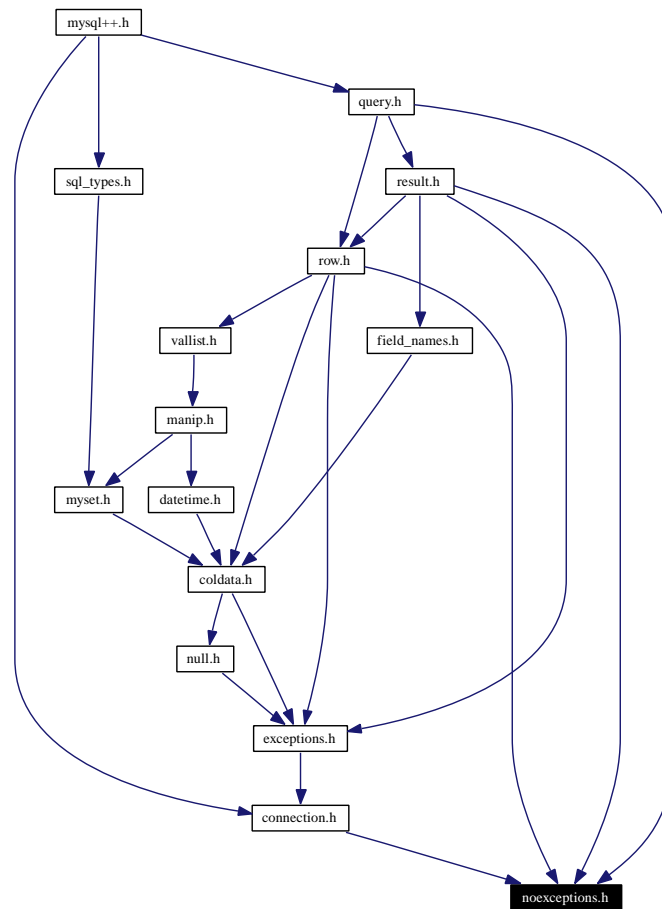 mysql++.h
query.h
sql_types.h
result.h
row.h
vallist.h
field_names.h
manip.h
myset.h
datetime.h
coldata.h
null.h
exceptions.h
connection.h
noexceptions.h